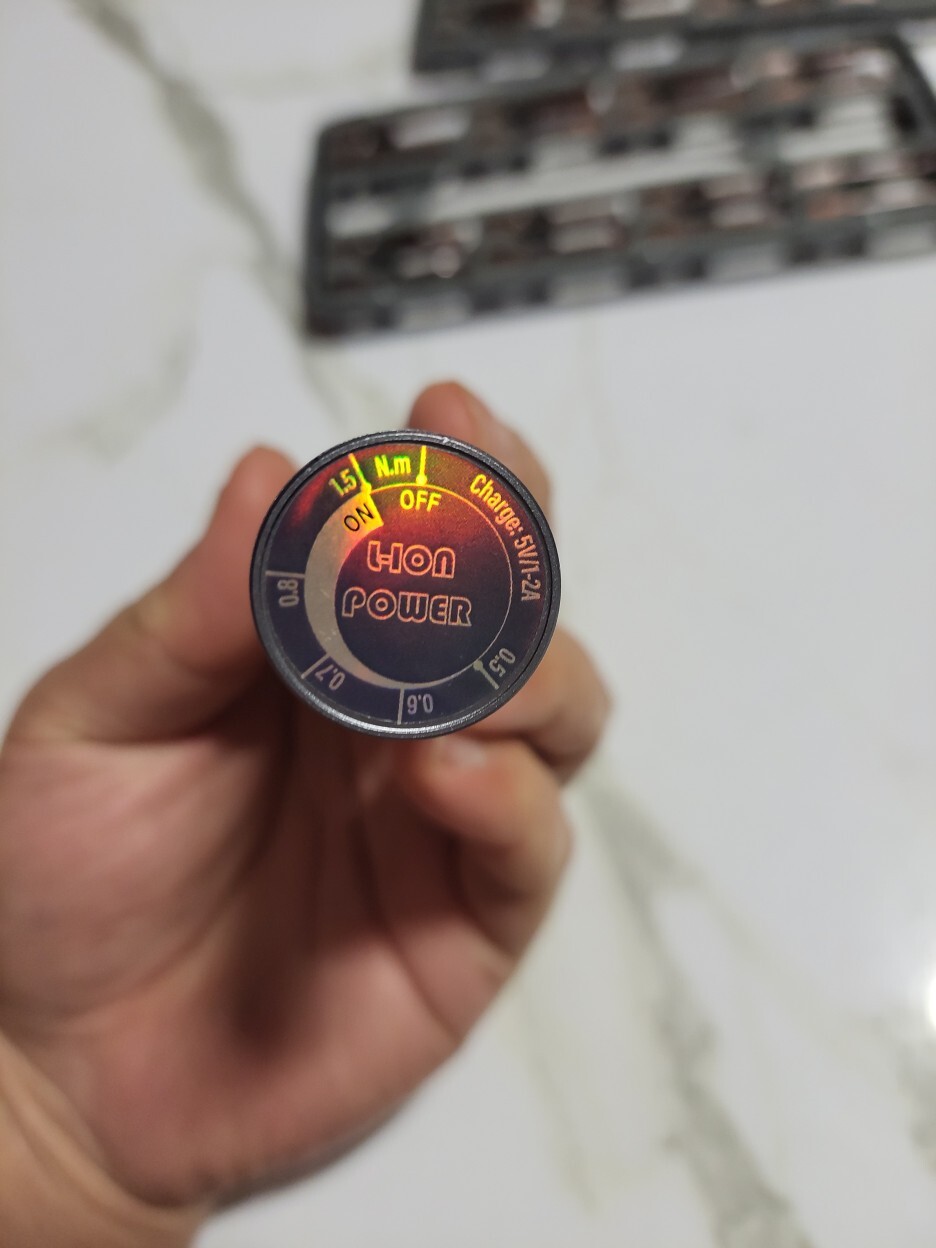 1.5
N.m
OFF
ON
Charge: 5V/1-2A
LI-ION
POWER
0.8
0.7
0.6
0.5